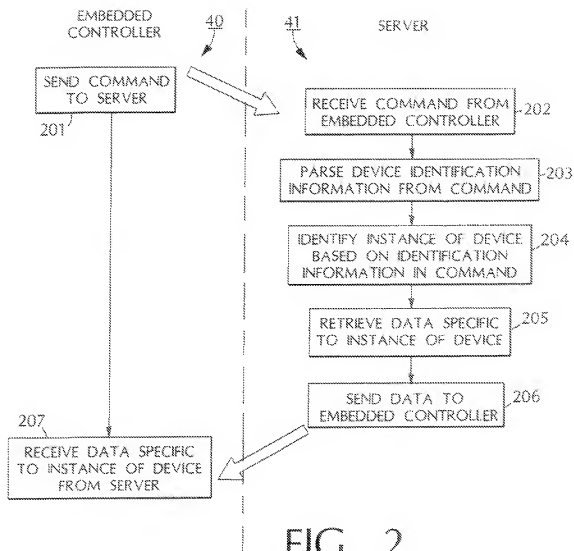 EMBEDDED
CONTROLLER
40
41
SERVER
SEND COMMAND
TO SERVER
201
RECEIVE COMMAND FROM
EMBEDDED CONTROLLER
202
PARSE DEVICE IDENTIFICATION
INFORMATION FROM COMMAND
203
IDENTIFY INSTANCE OF DEVICE
BASED ON IDENTIFICATION
INFORMATION IN COMMAND
204
RETRIEVE DATA SPECIFIC
TO INSTANCE OF DEVICE
205
SEND DATA TO
EMBEDDED CONTROLLER
206
207
RECEIVE DATA SPECIFIC
TO INSTANCE OF DEVICE
FROM SERVER
FIG. 2